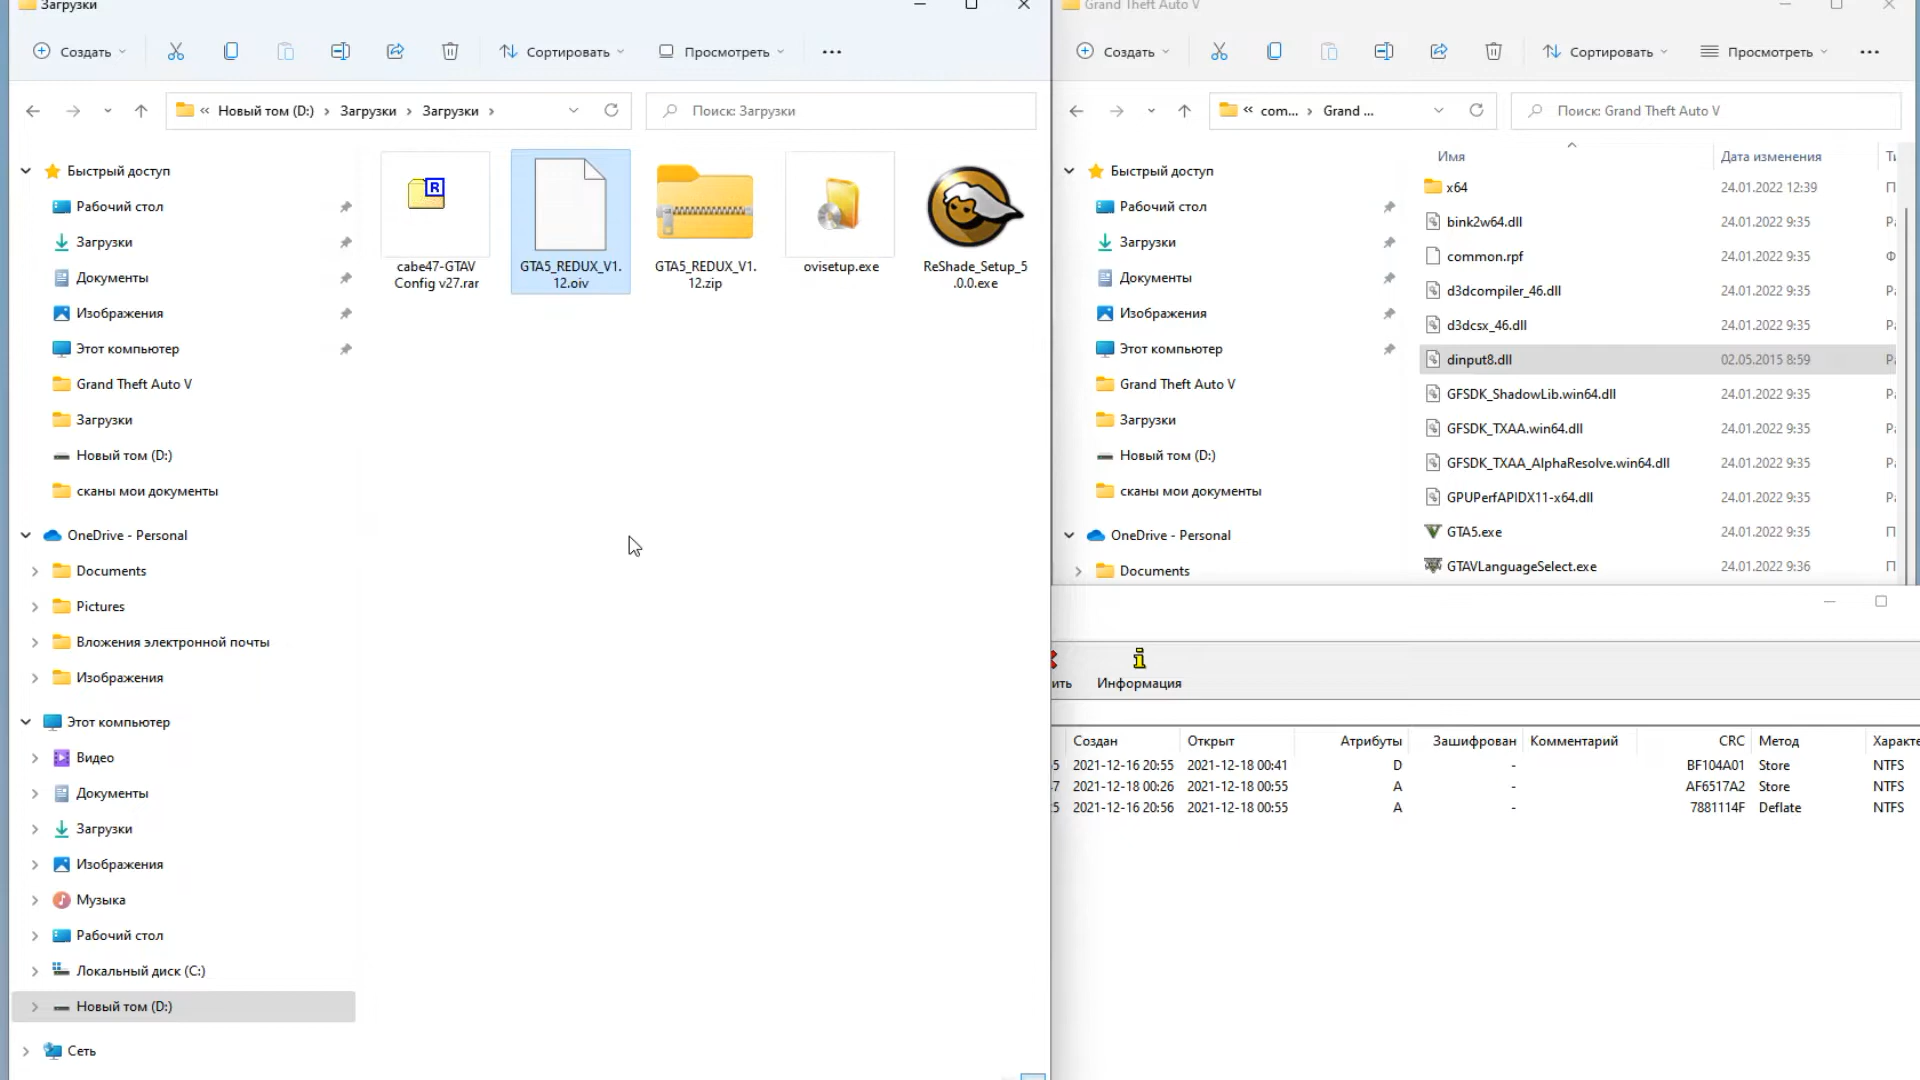 Загрузки
Создать
Сортировать
Просмотреть
Новый том (D:)
Загрузки
Загрузки
Поиск: Загрузки
Быстрый доступ
Рабочий стол
Загрузки
Документы
Изображения
Этот компьютер
Grand Theft Auto V
Загрузки
Новый том (D:)
сканы мои документы
OneDrive - Personal
Documents
Pictures
Вложения электронной почты
Изображения
Этот компьютер
Видео
Документы
Загрузки
Изображения
Музыка
Рабочий стол
Локальный диск (C:)
Новый том (D:)
Сеть
R
cabe47-GTAV
Config v27.rar
GTA5_REDUX_V1.
12.oiv
GTA5_REDUX_V1.
12.zip
ovisetup.exe
ReShade_Setup_5
.0.0.exe
Grand Theft Auto V
Создать
Сортировать
Просмотреть
com...
Grand ...
Поиск: Grand Theft Auto V
Быстрый доступ
Рабочий стол
Загрузки
Документы
Изображения
Этот компьютер
Grand Theft Auto V
Загрузки
Новый том (D:)
сканы мои документы
OneDrive - Personal
Documents
Имя Дата изменения
x64 24.01.2022 12:39
bink2w64.dll 24.01.2022 9:35
common.rpf 24.01.2022 9:35
d3dcompiler_46.dll 24.01.2022 9:35
d3dcsx_46.dll 24.01.2022 9:35
dinput8.dll 02.05.2015 8:59
GFSDK_ShadowLib.win64.dll 24.01.2022 9:35
GFSDK_TXAA.win64.dll 24.01.2022 9:35
GFSDK_TXAA_AlphaResolve.win64.dll 24.01.2022 9:35
GPUPerfAPIDX11-x64.dll 24.01.2022 9:35
GTA5.exe 24.01.2022 9:35
GTAVLanguageSelect.exe 24.01.2022 9:36
ить Информация
Создан Открыт Атрибуты Зашифрован Комментарий CRC Метод Характе
5 2021-12-16 20:55 2021-12-18 00:41 D - BF104A01 Store NTFS
7 2021-12-18 00:26 2021-12-18 00:55 A - AF6517A2 Store NTFS
5 2021-12-16 20:56 2021-12-18 00:55 A - 7881114F Deflate NTFS